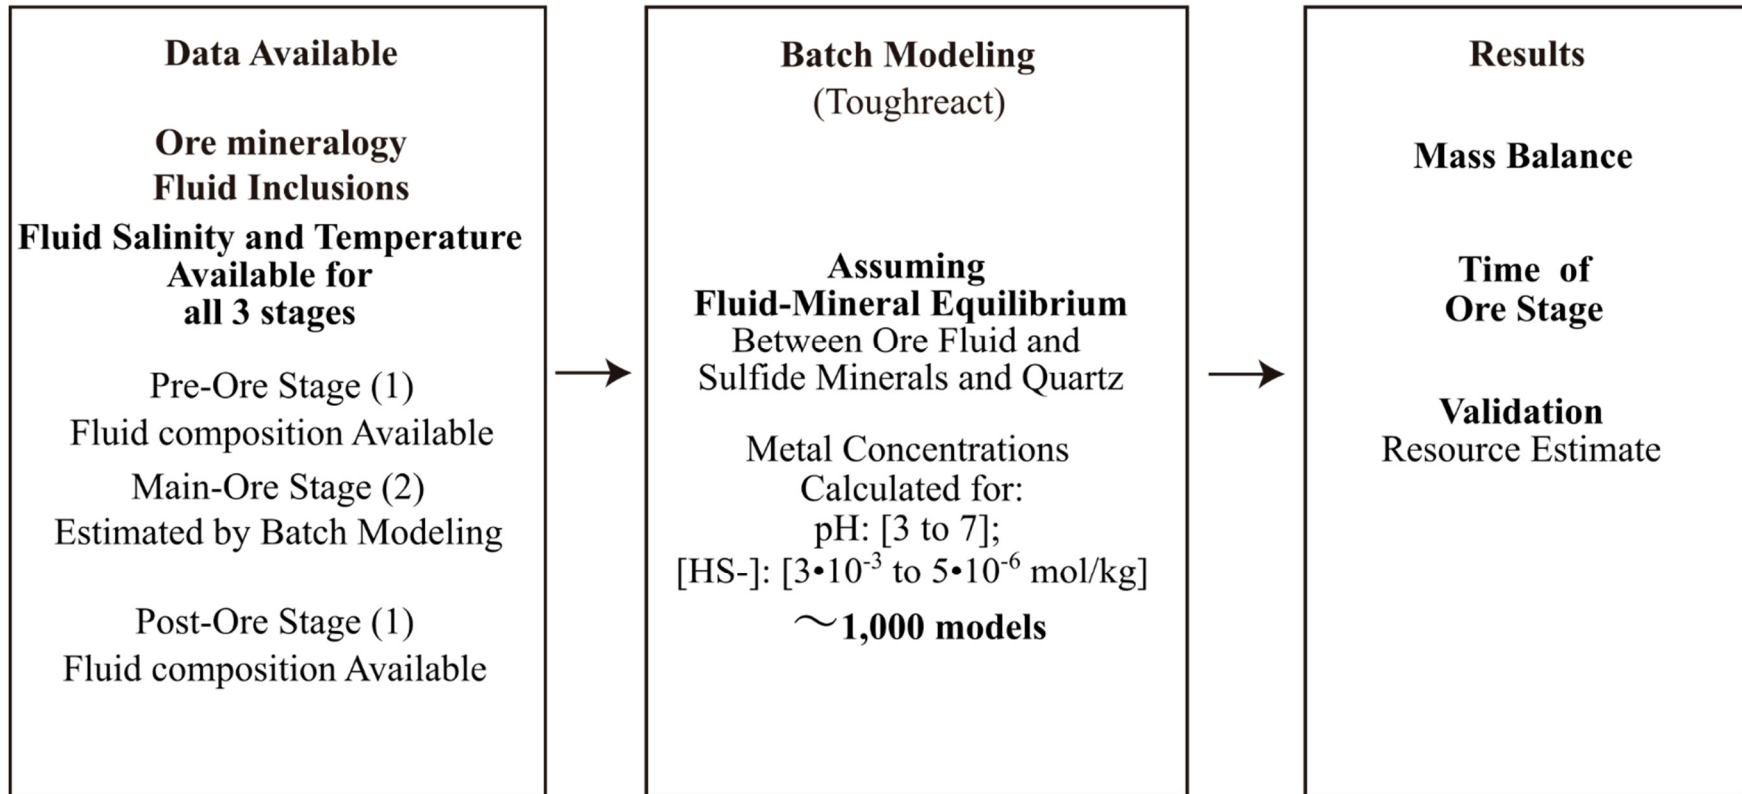 Data Available
Ore mineralogy
Fluid Inclusions
Fluid Salinity and Temperature
Available for
all 3 stages
Pre-Ore Stage (1)
Fluid composition Available
Main-Ore Stage (2)
Estimated by Batch Modeling
Post-Ore Stage (1)
Fluid composition Available
Batch Modeling
(Toughreact)
Assuming
Fluid-Mineral Equilibrium
Between Ore Fluid and
Sulfide Minerals and Quartz
Metal Concentrations
Calculated for:
pH: [3 to 7];
[HS-]: [3•10⁻³ to 5•10⁻⁶ mol/kg]
～1,000 models
Results
Mass Balance
Time of
Ore Stage
Validation
Resource Estimate